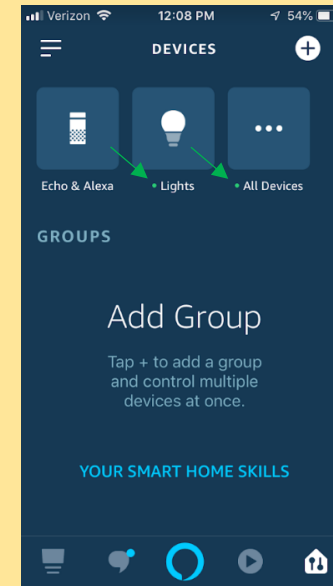 Verizon 12:08 PM 54%
DEVICES
Echo & Alexa • Lights • All Devices
GROUPS
Add Group
Tap + to add a group
and control multiple
devices at once.
YOUR SMART HOME SKILLS